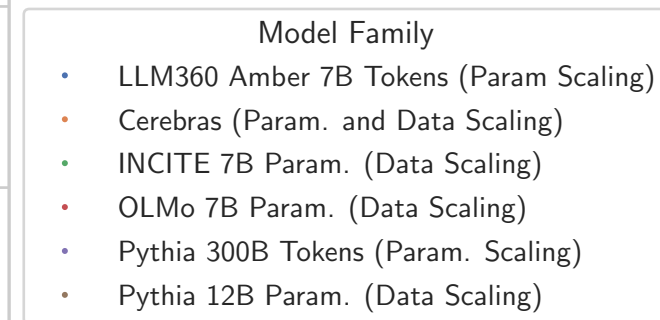 Model Family
LLM360 Amber 7B Tokens (Param Scaling)
Cerebras (Param. and Data Scaling)
INCITE 7B Param. (Data Scaling)
OLMo 7B Param. (Data Scaling)
Pythia 300B Tokens (Param. Scaling)
Pythia 12B Param. (Data Scaling)